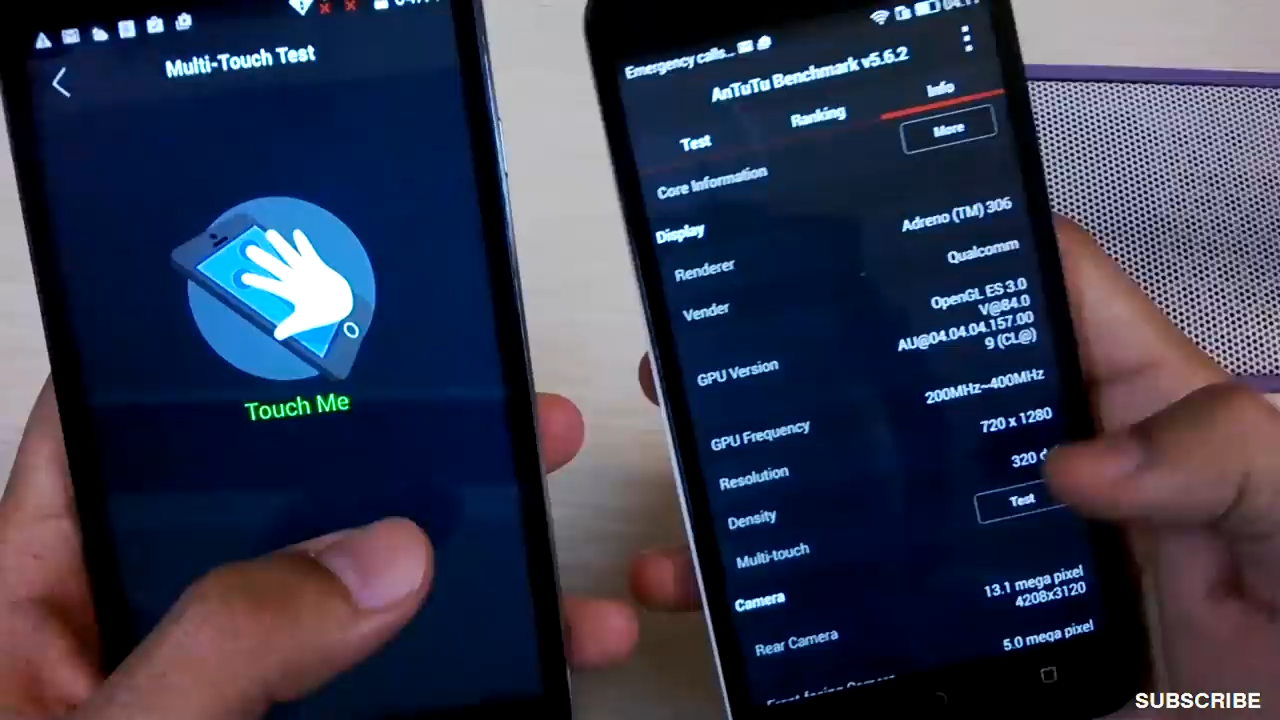 Multi-Touch Test
Touch Me
Emergency calls...
AnTuTu Benchmark v5.6.2
Test
Ranking
Info
Core Information
More
Display
Renderer
Adreno (TM) 306
Vender
Qualcomm
GPU Version
OpenGL ES 3.0
V@84.0
AU@04.04.04.157.00
9 (CL@)
GPU Frequency
200MHz~400MHz
Resolution
720 x 1280
Density
320
Multi-touch
Test
Camera
Rear Camera
13.1 mega pixel
4208x3120
5.0 mega pixel
SUBSCRIBE